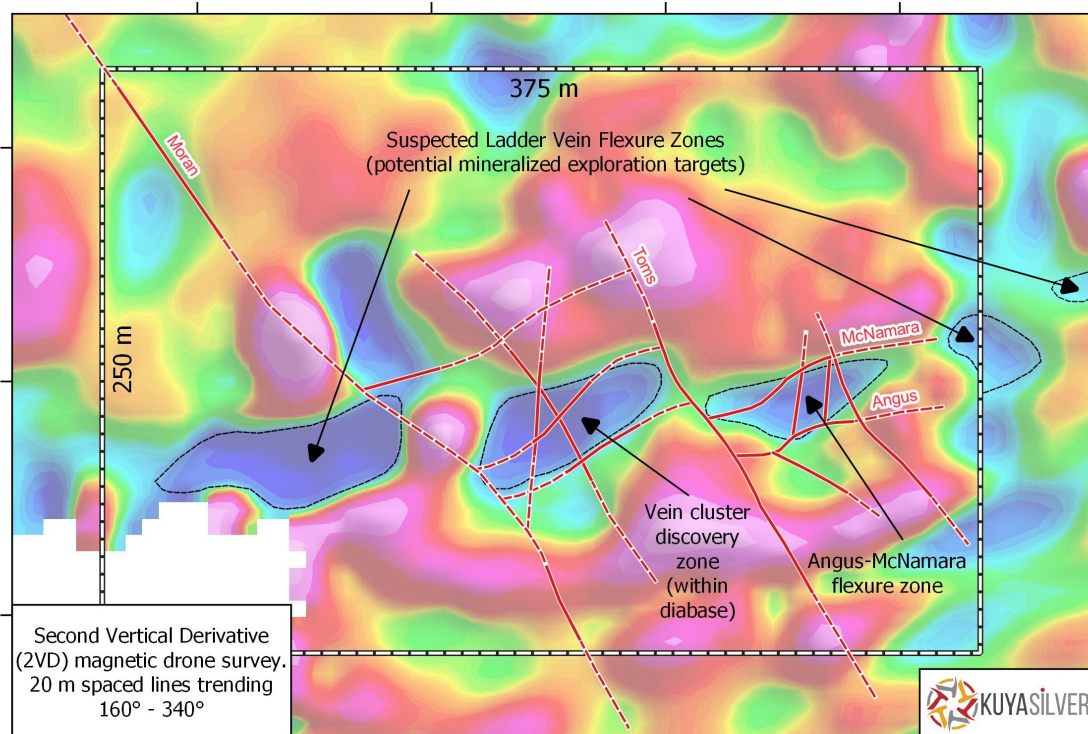 375 m
Suspected Ladder Vein Flexure Zones
(potential mineralized exploration targets)
Moran
Toms
250 m
McNamara
Angus
Vein cluster
discovery
zone
(within
diabase)
Angus-McNamara
flexure zone
Second Vertical Derivative
(2VD) magnetic drone survey.
20 m spaced lines trending
160° - 340°
KUYASILVER